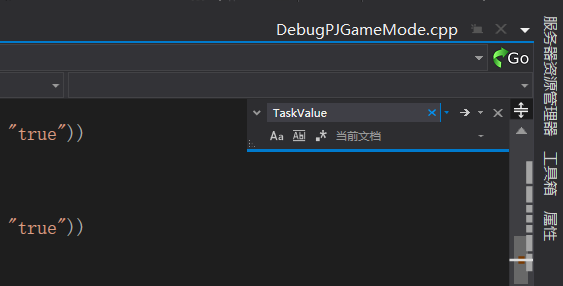 DebugPJGameMode.cpp
Go
TaskValue
Aa Ab .*
当前文档
"true"))
"true"))
服务器资源管理器
工具箱
属性